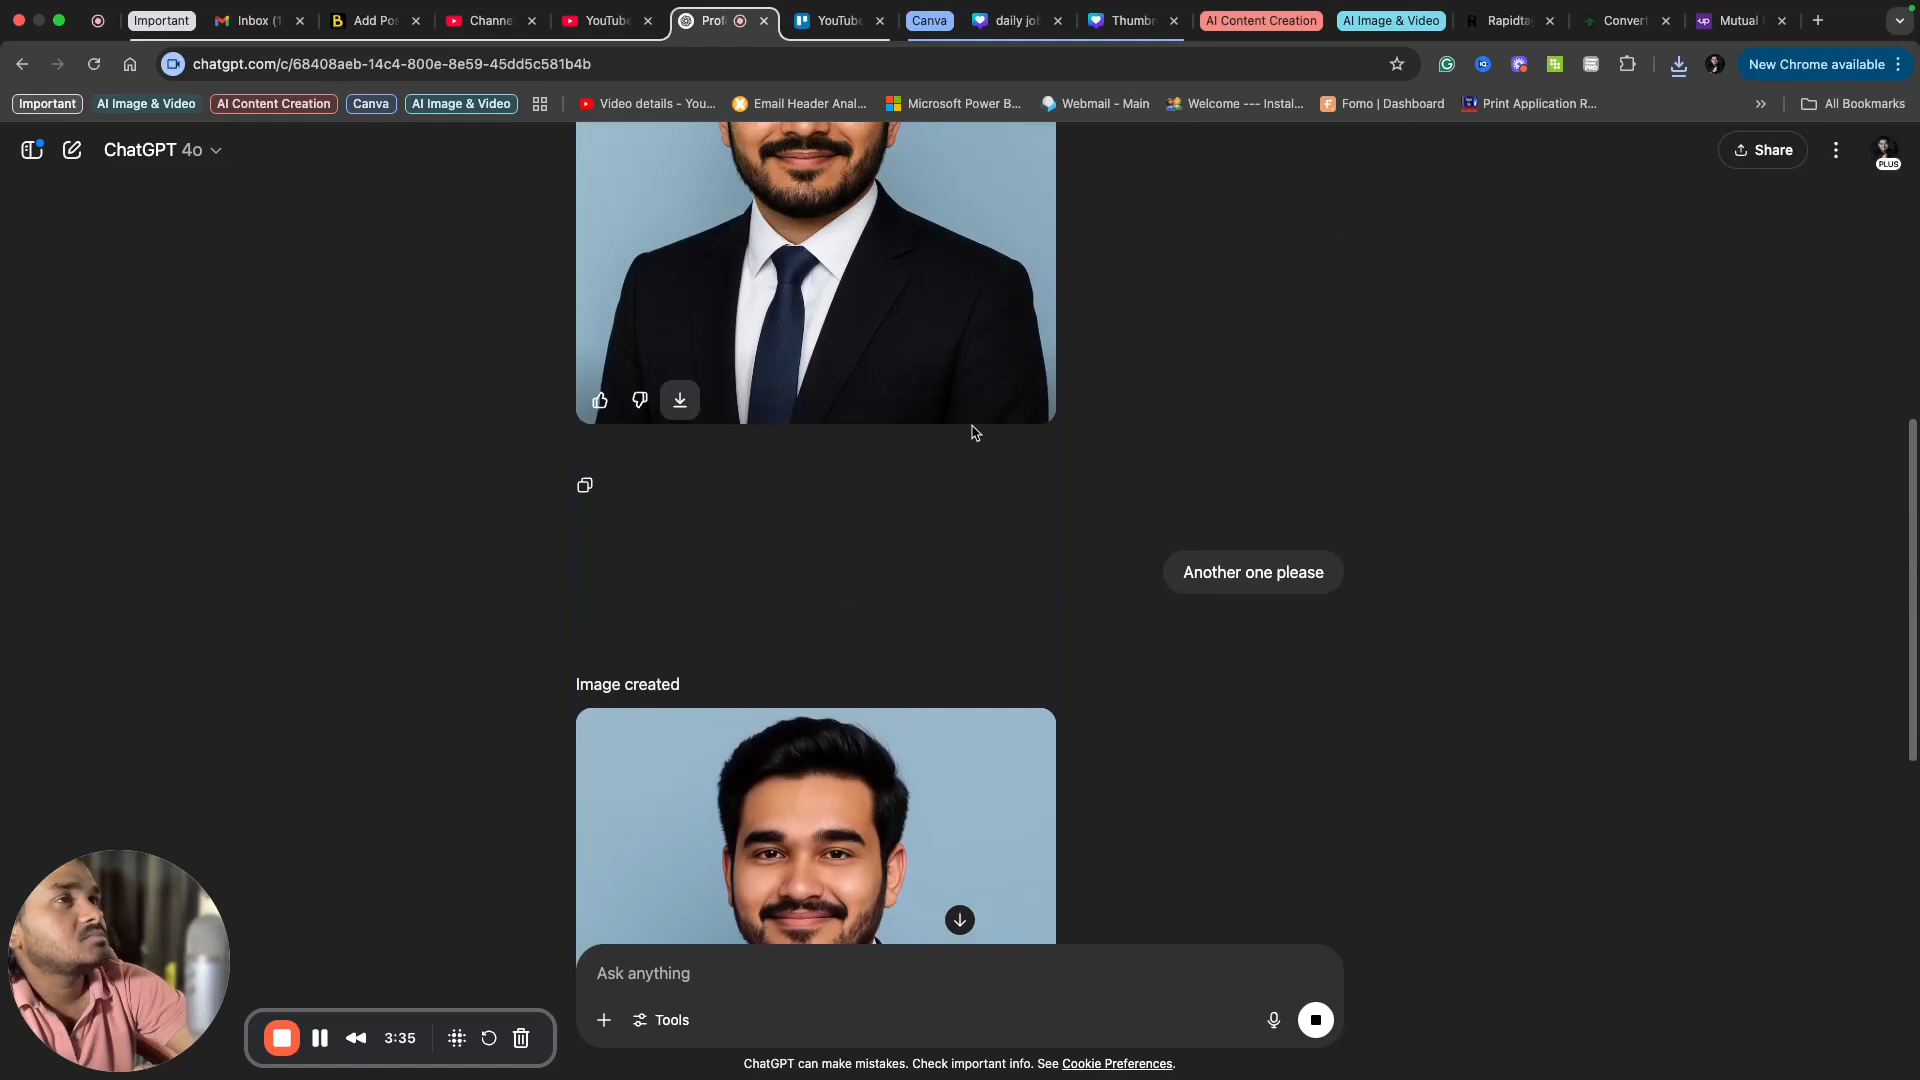 Important
Inbox (1
Add Po
Channe
YouTube
Prof
YouTube
Canva
daily jo
Thumbn
AI Content Creation
AI Image & Video
Rapidta
Convert
Mutual
chatgpt.com/c/68408aeb-14c4-800e-8e59-45dd5c581b4b
New Chrome available
Important
AI Image & Video
AI Content Creation
Canva
AI Image & Video
Video details - You...
Email Header Anal...
Microsoft Power B...
Webmail - Main
Welcome --- Instal...
Fomo | Dashboard
Print Application R...
All Bookmarks
ChatGPT 4o
Share
PLUS
Another one please
Image created
Ask anything
Tools
3:35
ChatGPT can make mistakes. Check important info. See Cookie Preferences.